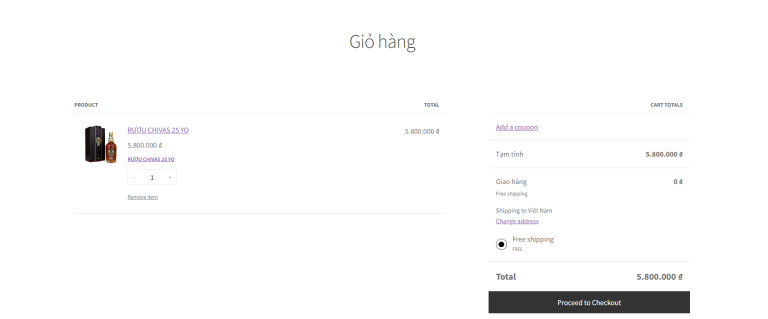 Giỏ hàng
PRODUCT
TOTAL
RƯỢU CHIVAS 25 YO
5.800.000 ₫
5.800.000 ₫
RƯỢU CHIVAS 25 YO
- 1 +
Remove item
CART TOTALS
Add a coupon
Tạm tính 5.800.000 ₫
Giao hàng 0 ₫
Free shipping
Shipping to Việt Nam
Change address
Free shipping
FREE
Total 5.800.000 ₫
Proceed to Checkout